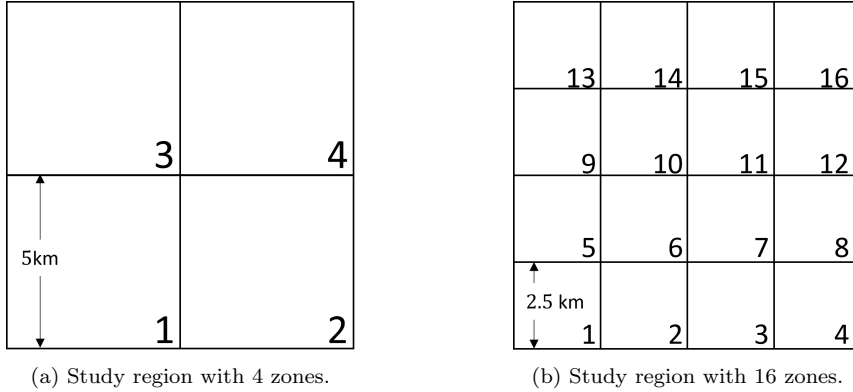 3 4
5km
1 2
(a) Study region with 4 zones.
13 14 15 16
9 10 11 12
5 6 7 8
2.5 km
1 2 3 4
(b) Study region with 16 zones.